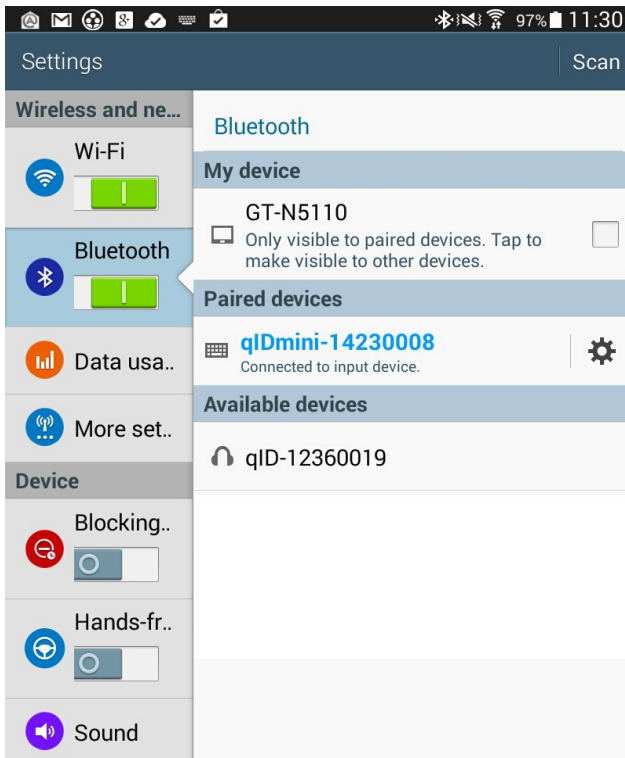 97% 11:30
Settings
Scan
Wireless and ne...
Wi-Fi
Bluetooth
Data usa..
More set..
Device
Blocking..
Hands-fr..
Sound
Bluetooth
My device
GT-N5110
Only visible to paired devices. Tap to
make visible to other devices.
Paired devices
qIDmini-14230008
Connected to input device.
Available devices
qID-12360019